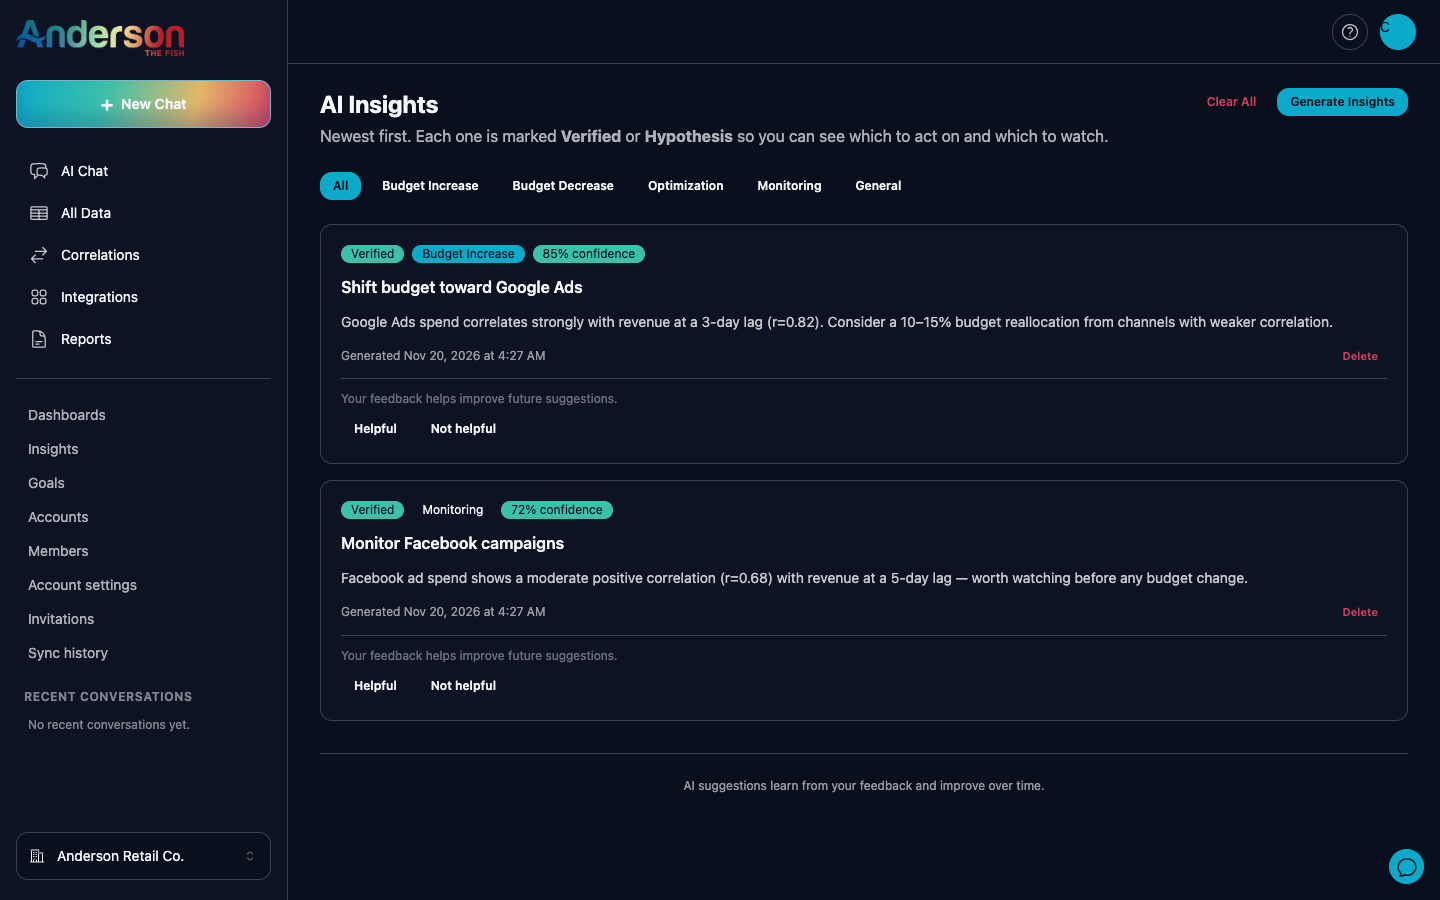 Anderson
THE FISH
C
New Chat
AI Chat
All Data
Correlations
Integrations
Reports
Dashboards
Insights
Goals
Accounts
Members
Account settings
Invitations
Sync history
RECENT CONVERSATIONS
No recent conversations yet.
Anderson Retail Co.
AI Insights
Clear All
Generate Insights
Newest first. Each one is marked Verified or Hypothesis so you can see which to act on and which to watch.
All Budget Increase Budget Decrease Optimization Monitoring General
Verified Budget Increase 85% confidence
Shift budget toward Google Ads
Google Ads spend correlates strongly with revenue at a 3-day lag (r=0.82). Consider a 10–15% budget reallocation from channels with weaker correlation.
Generated Nov 20, 2026 at 4:27 AM
Delete
Your feedback helps improve future suggestions.
Helpful Not helpful
Verified Monitoring 72% confidence
Monitor Facebook campaigns
Facebook ad spend shows a moderate positive correlation (r=0.68) with revenue at a 5-day lag — worth watching before any budget change.
Generated Nov 20, 2026 at 4:27 AM
Delete
Your feedback helps improve future suggestions.
Helpful Not helpful
AI suggestions learn from your feedback and improve over time.